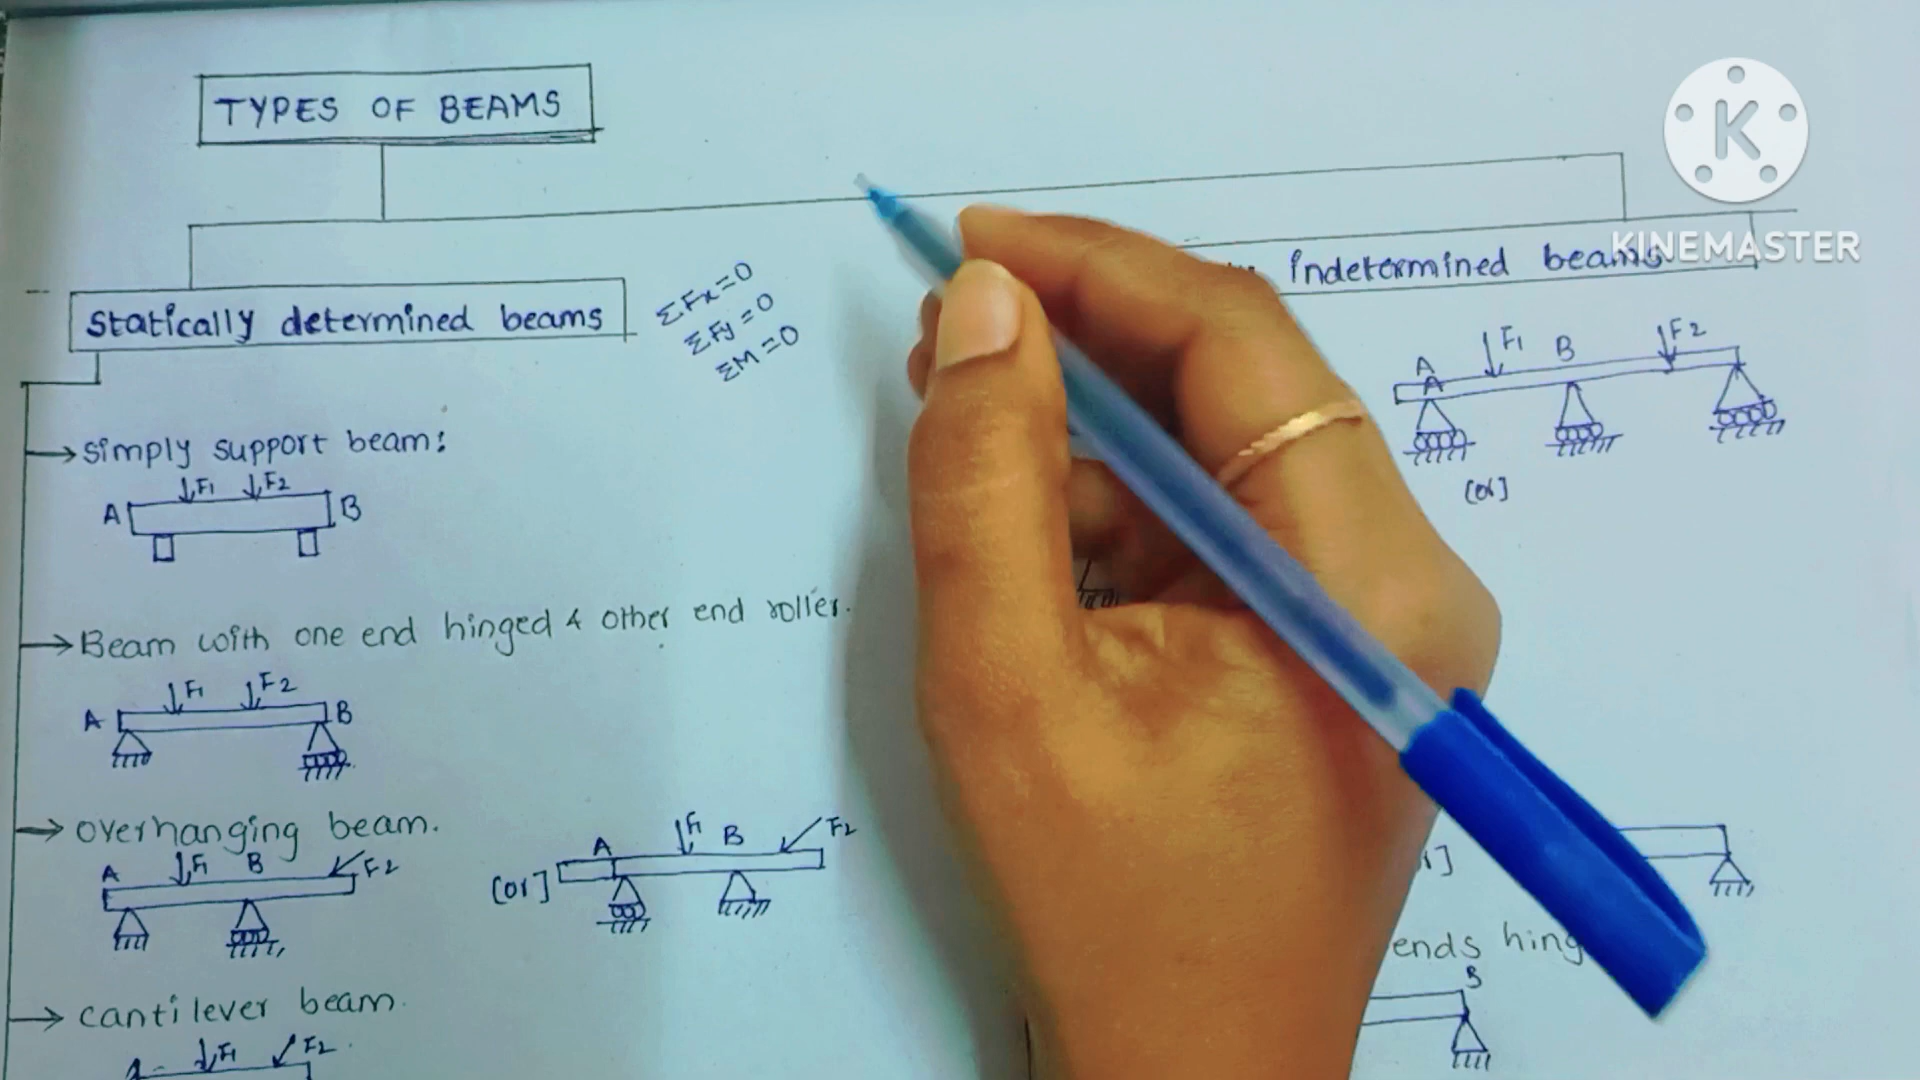 TYPES OF BEAMS
K
KINEMASTER
Statically determined beams
ΣFx=0
ΣFy=0
ΣM=0
indetermined beams
A F1 B F2
A
[or]
→ simply support beam:
F1 F2
A B
→ Beam with one end hinged & other end roller.
F1 F2
A B
→ overhanging beam.
A F1 B F2
[or] A F1 B F2
ends
B
→ cantilever beam.
F1 F2